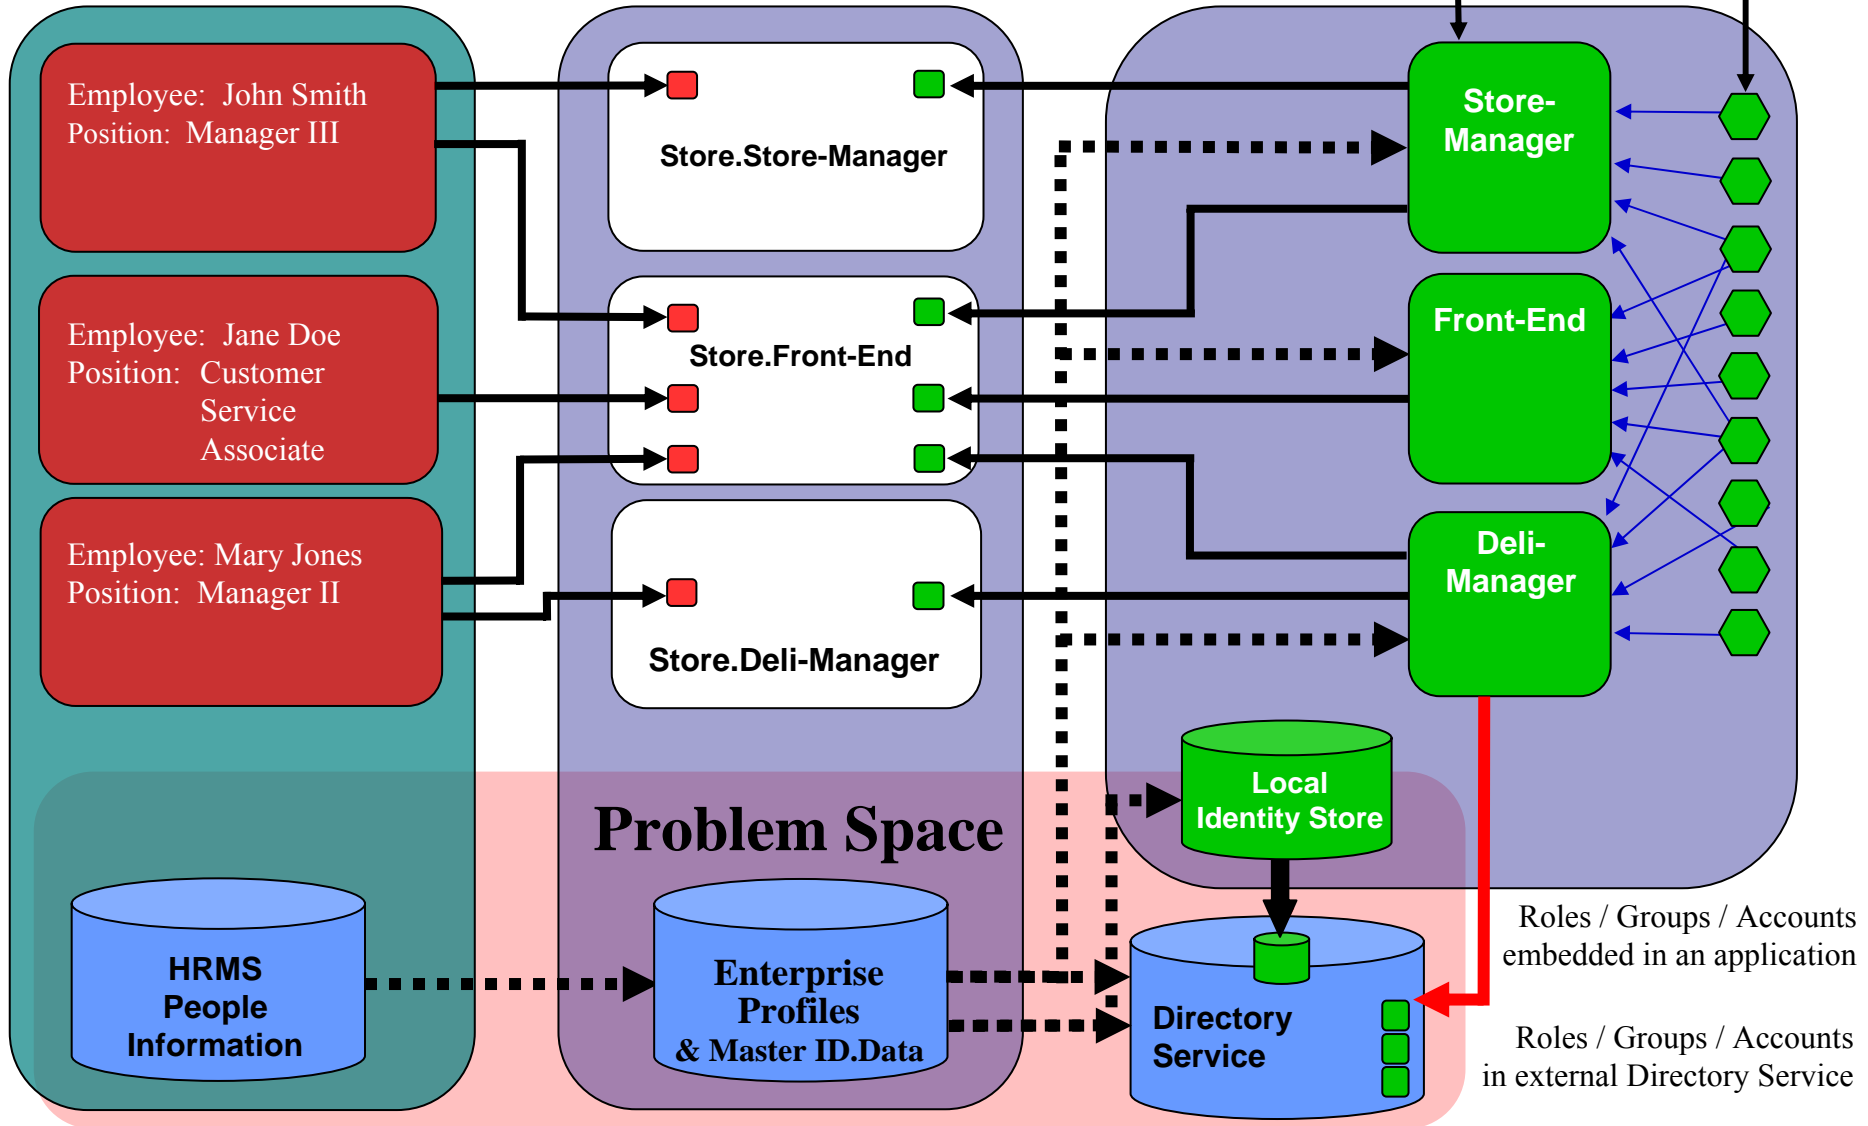 Employee: John Smith
Position: Manager III
Store.Store-Manager
Store-
Manager
Employee: Jane Doe
Position: Customer
Service
Associate
Store.Front-End
Front-End
Employee: Mary Jones
Position: Manager II
Store.Deli-Manager
Deli-
Manager
Problem Space
Local
Identity Store
HRMS
People
Information
Enterprise
Profiles
& Master ID.Data
Directory
Service
Roles / Groups / Accounts
embedded in an application
Roles / Groups / Accounts
in external Directory Service